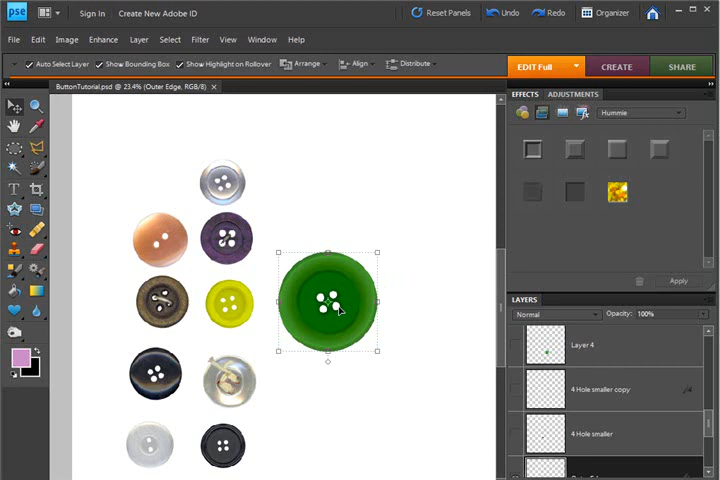 pse
Sign In
Create New Adobe ID
Reset Panels
Undo
Redo
Organizer
File Edit Image Enhance Layer Select Filter View Window Help
Auto Select Layer
Show Bounding Box
Show Highlight on Rollover
Arrange
Align
Distribute
EDIT Full
CREATE
SHARE
ButtonTutorial.psd @ 23.4% (Outer Edge, RGB/8)
EFFECTS
ADJUSTMENTS
Hummie
Apply
LAYERS
Normal
Opacity: 100%
Layer 4
4 Hole smaller copy
4 Hole smaller
T